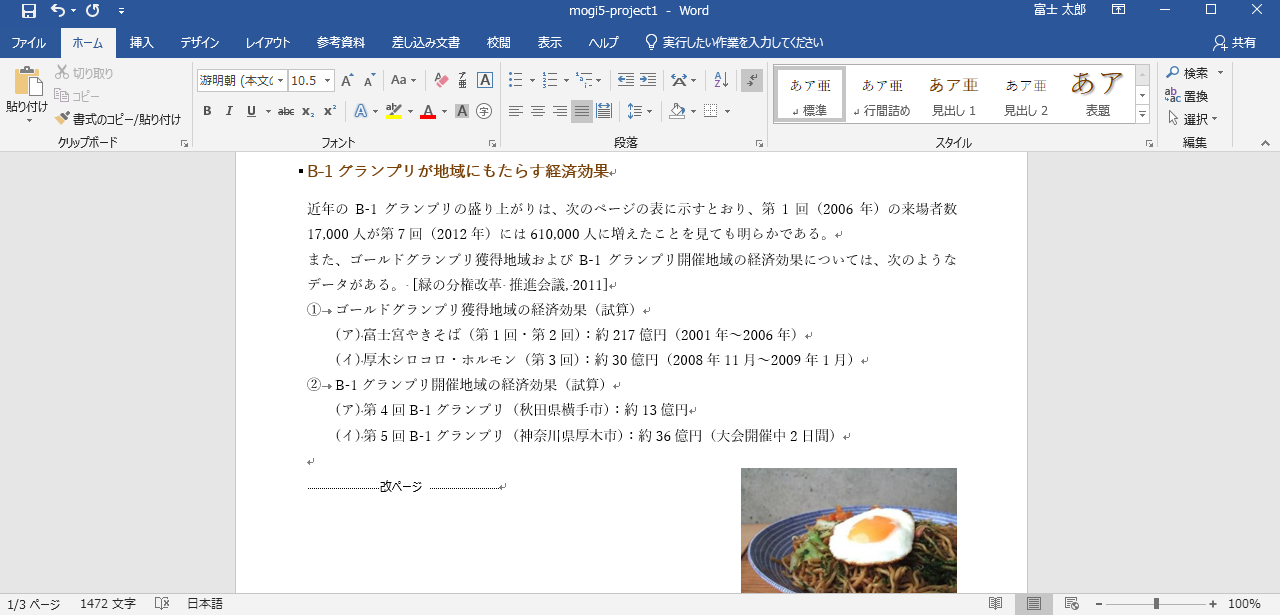 mogi5-project1 - Word
富士 太郎
ファイル ホーム 挿入 デザイン レイアウト 参考資料 差し込み文書 校閲 表示 ヘルプ 実行したい作業を入力してください 共有
貼り付け
切り取り
コピー
書式のコピー/貼り付け
クリップボード
游明朝 (本文の 10.5
B I U abc x₂ x²
フォント
段落
あア亜 あア亜 あア亜 あア亜 あア
標準 行間詰め 見出し 1 見出し 2 表題
スタイル
検索
置換
選択
編集
B-1 グランプリが地域にもたらす経済効果
近年の B-1 グランプリの盛り上がりは、次のページの表に示すとおり、第 1 回（2006 年）の来場者数
17,000 人が第 7 回（2012 年）には 610,000 人に増えたことを見ても明らかである。
また、ゴールドグランプリ獲得地域および B-1 グランプリ開催地域の経済効果については、次のような
データがある。 [緑の分権改革 推進会議, 2011]
① ゴールドグランプリ獲得地域の経済効果（試算）
（ア） 富士宮やきそば（第 1 回・第 2 回）：約 217 億円（2001 年～2006 年）
（イ） 厚木シロコロ・ホルモン（第 3 回）：約 30 億円（2008 年 11 月～2009 年 1 月）
② B-1 グランプリ開催地域の経済効果（試算）
（ア） 第 4 回 B-1 グランプリ（秋田県横手市）：約 13 億円
（イ） 第 5 回 B-1 グランプリ（神奈川県厚木市）：約 36 億円（大会開催中 2 日間）
改ページ
1/3 ページ 1472 文字 日本語 100%